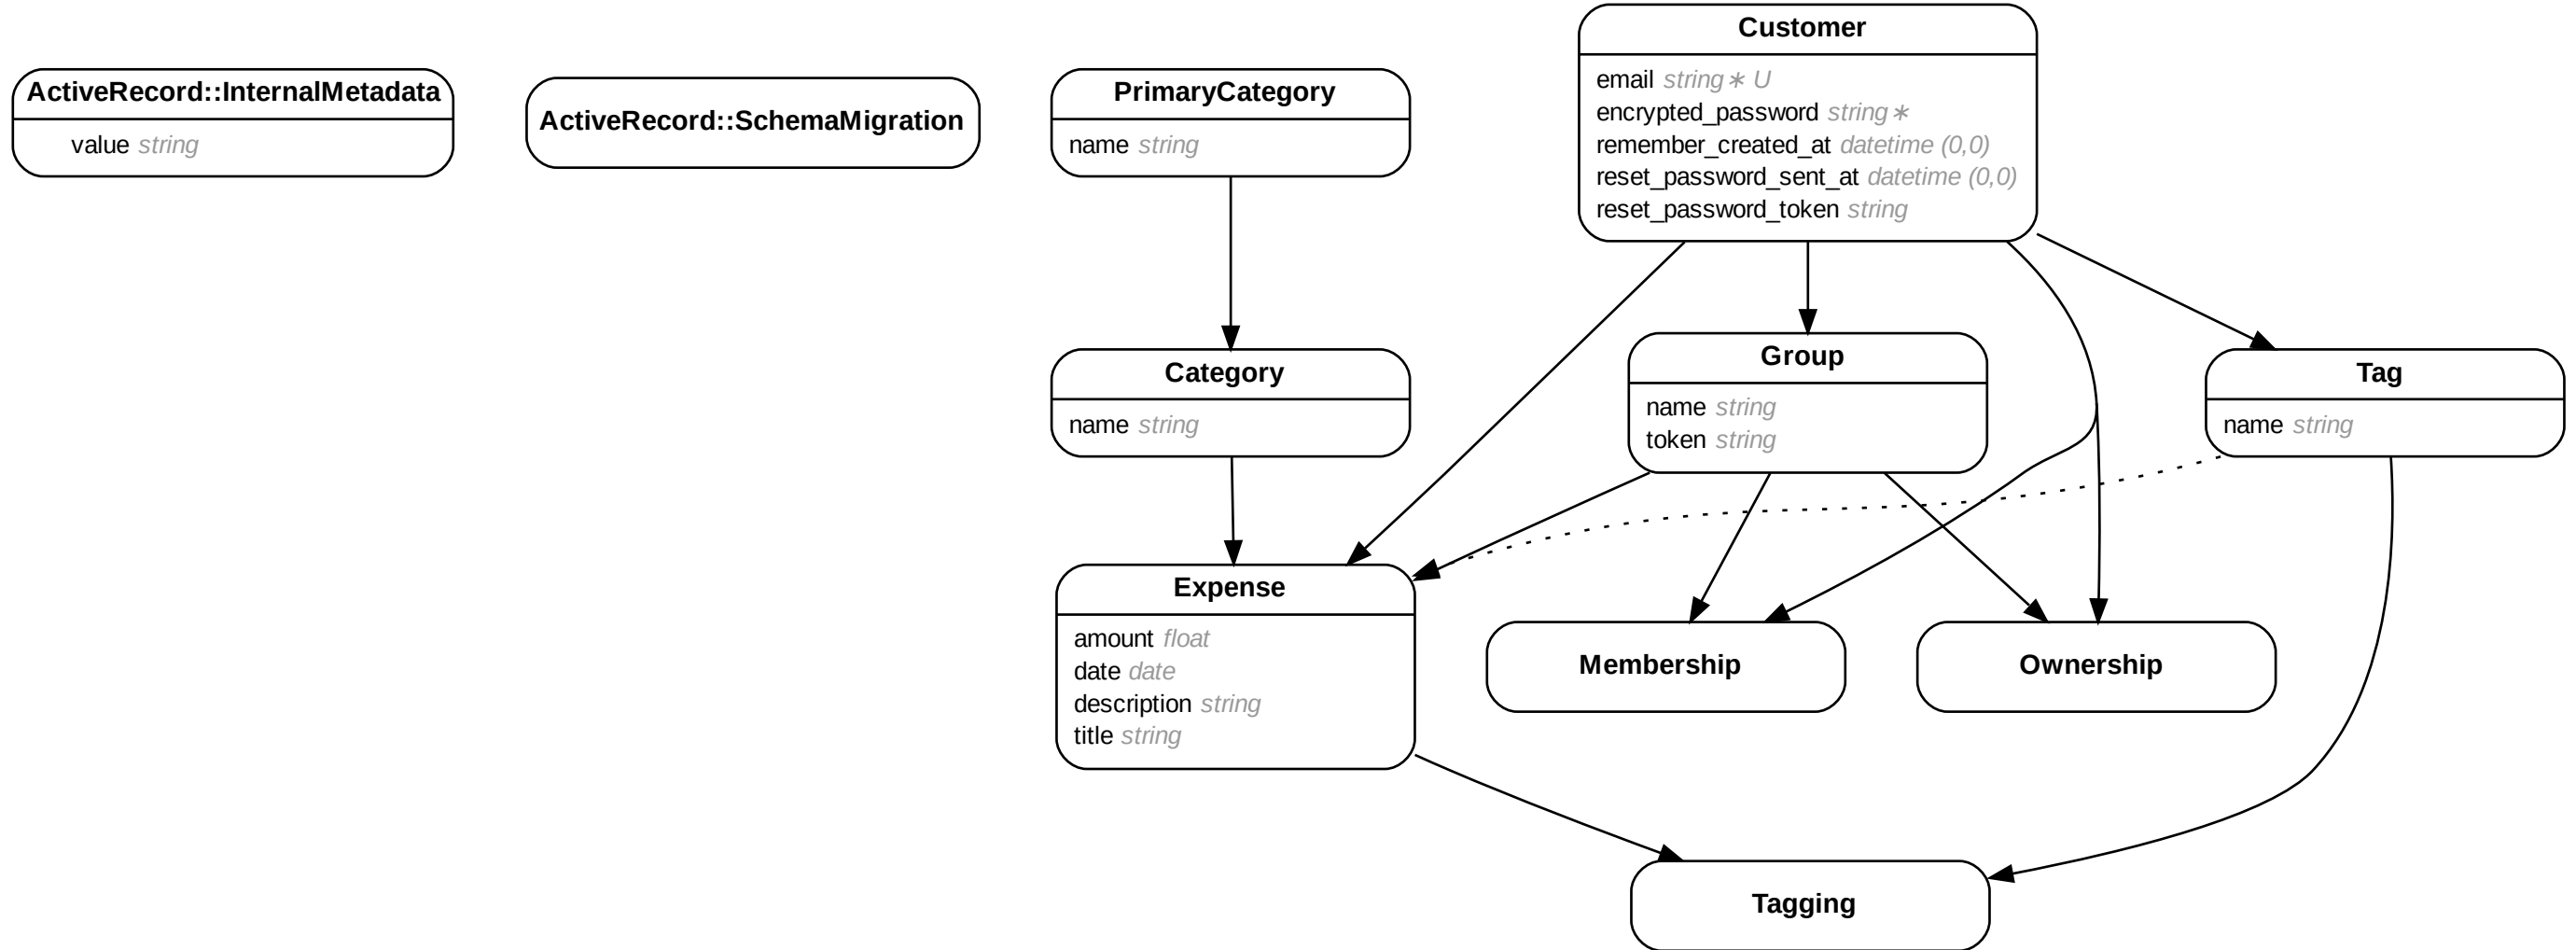 ActiveRecord::InternalMetadata
value string
ActiveRecord::SchemaMigration
PrimaryCategory
name string
Customer
email string∗ U
encrypted_password string∗
remember_created_at datetime (0,0)
reset_password_sent_at datetime (0,0)
reset_password_token string
Category
name string
Group
name string
token string
Tag
name string
Expense
amount float
date date
description string
title string
Membership
Ownership
Tagging